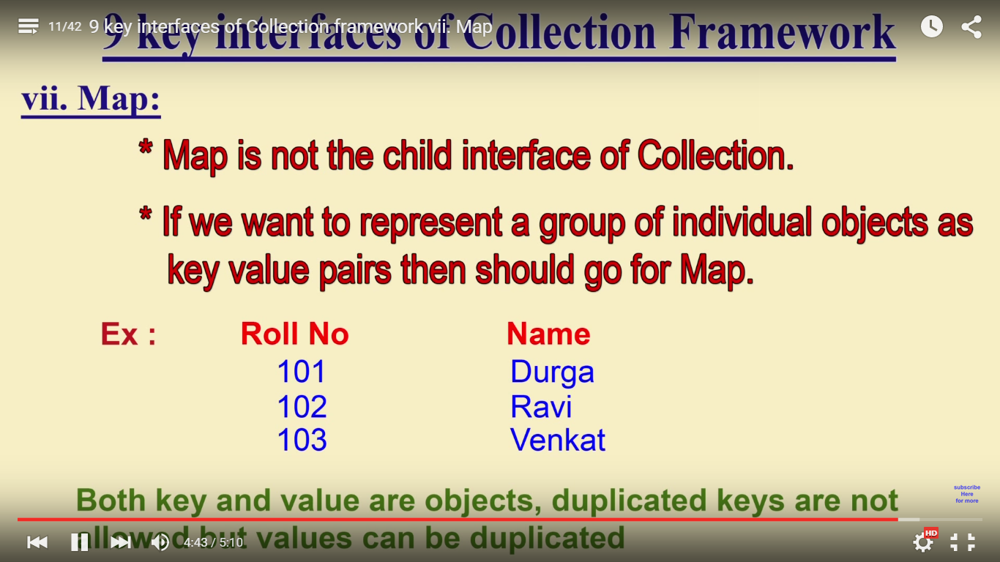 11/42 9 key interfaces of Collection framework vii. Map
9 key interfaces of Collection Framework
vii. Map:
* Map is not the child interface of Collection.
* If we want to represent a group of individual objects as
key value pairs then should go for Map.
Ex : Roll No Name
101 Durga
102 Ravi
103 Venkat
Both key and value are objects, duplicated keys are not
allowed but values can be duplicated
subscribe
Here
for more
4:43 / 5:10
HD